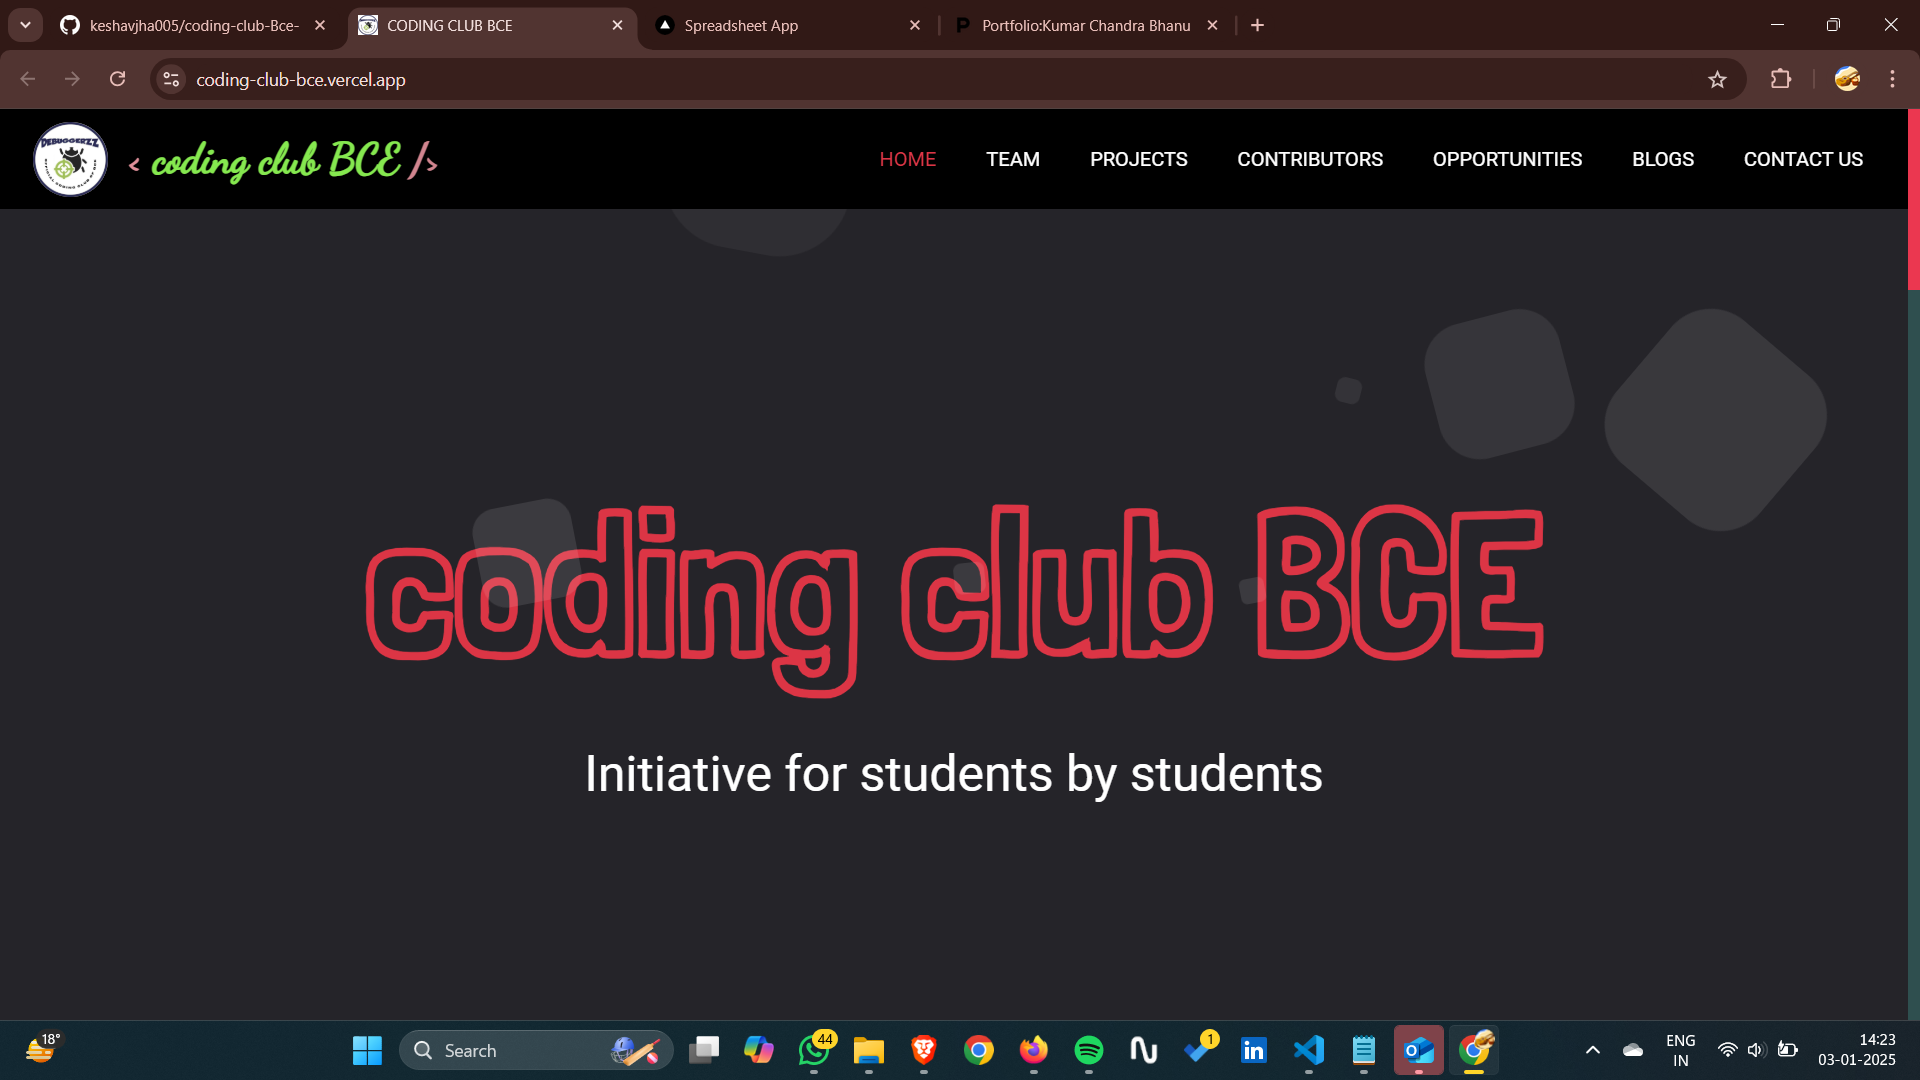 keshavjha005/coding-club-Bce-
CODING CLUB BCE
Spreadsheet App
Portfolio:Kumar Chandra Bhanu
coding-club-bce.vercel.app
DEBUGGERZZ
< coding club BCE />
HOME
TEAM
PROJECTS
CONTRIBUTORS
OPPORTUNITIES
BLOGS
CONTACT US
coding club BCE
Initiative for students by students
18°
Search
44
1
ENG
IN
14:23
03-01-2025